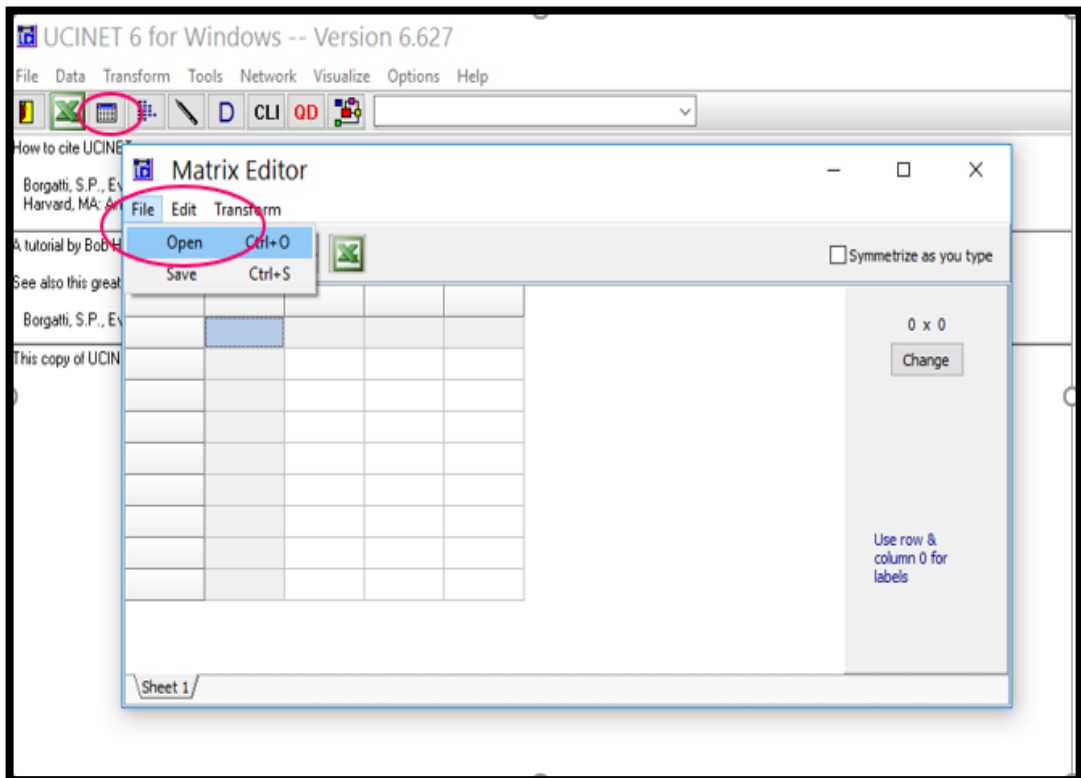 UCINET 6 for Windows -- Version 6.627
File Data Transform Tools Network Visualize Options Help
D CLI QD
How to cite UCINE
Borgatti, S.P., Ev
Harvard, MA: An
A tutorial by Bob H
See also this great
Borgatti, S.P., Ev
This copy of UCIN
Matrix Editor
File Edit Transform
Open Ctrl+O
Save Ctrl+S
Symmetrize as you type
0 x 0
Change
Use row &
column 0 for
labels
Sheet 1